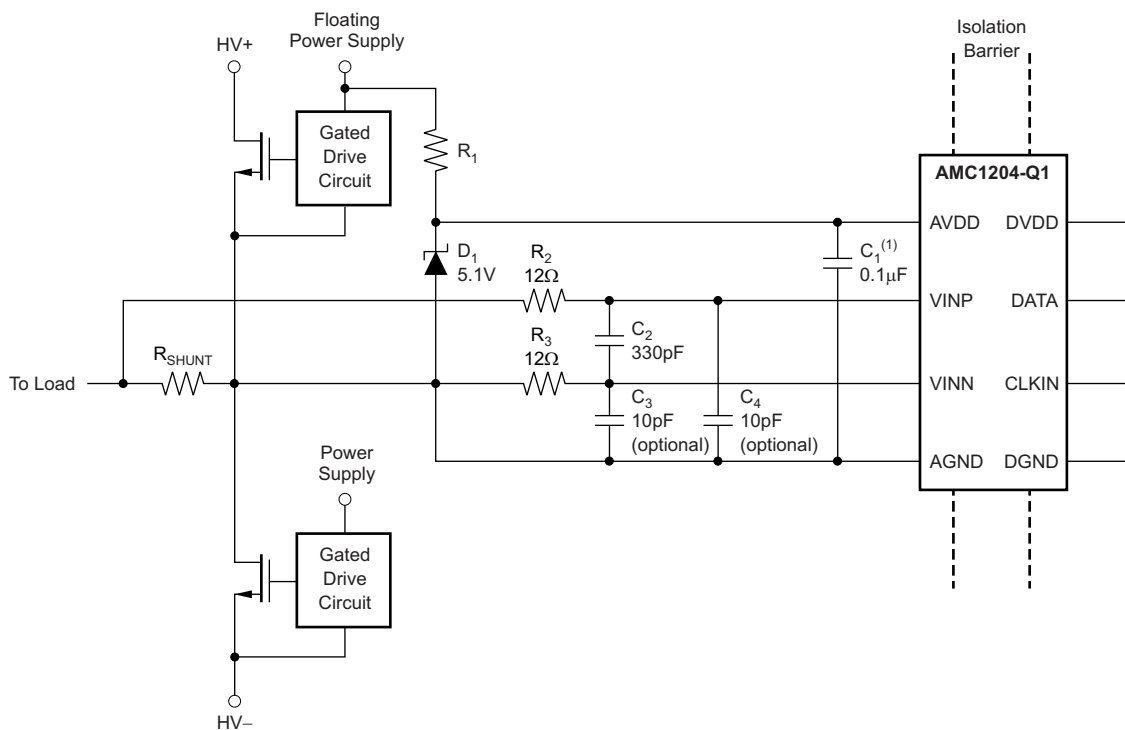 Floating
Power Supply
HV+
Isolation
Barrier
Gated
Drive
Circuit
R1
AMC1204-Q1
AVDD
DVDD
D1
5.1V
C1(1)
0.1μF
R2
12Ω
VINP
DATA
C2
330pF
R3
12Ω
RSHUNT
To Load
VINN
CLKIN
C3
10pF
(optional)
C4
10pF
(optional)
AGND
DGND
Power
Supply
Gated
Drive
Circuit
HV−